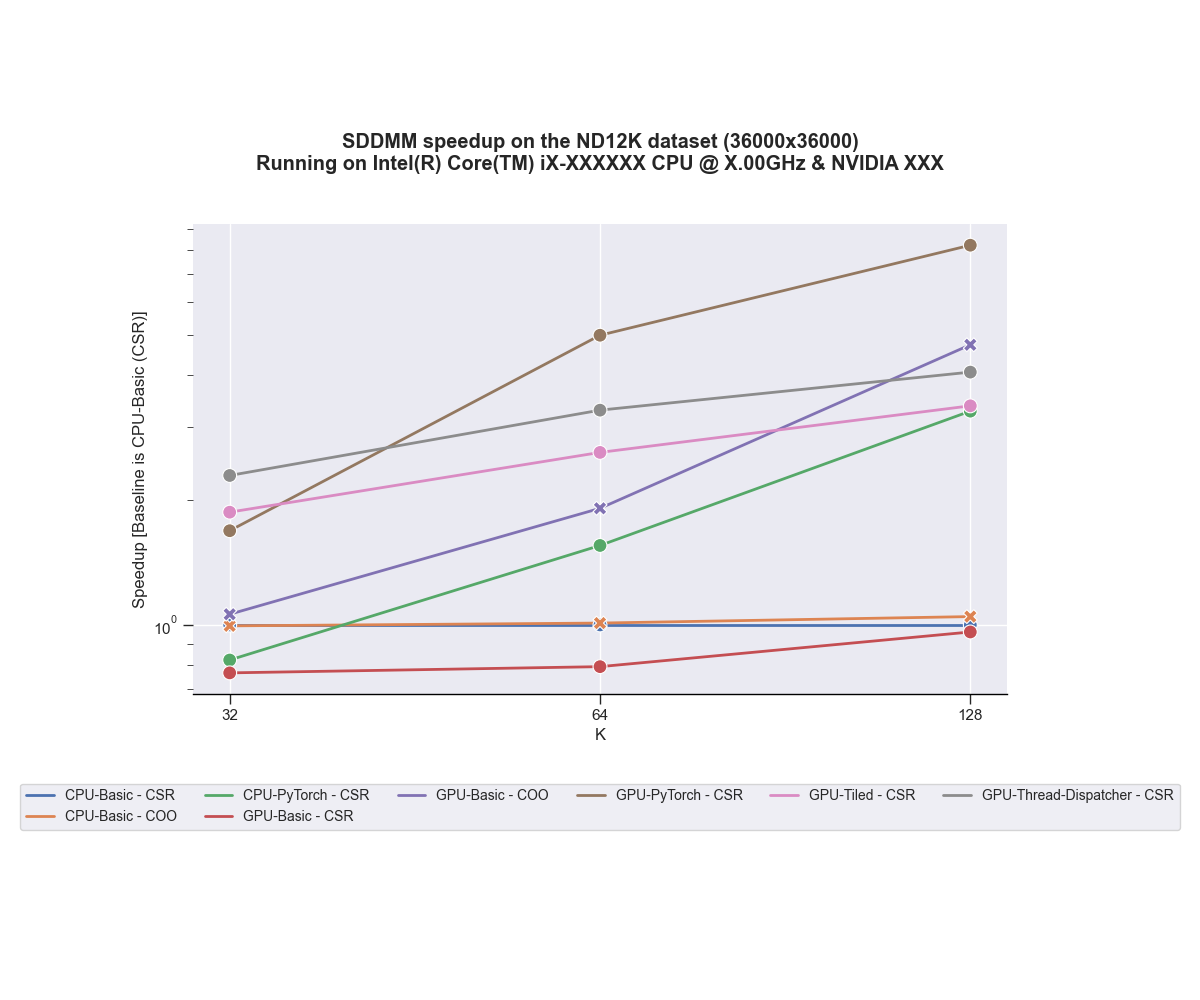 SDDMM speedup on the ND12K dataset (36000x36000)
Running on Intel(R) Core(TM) iX-XXXXXX CPU @ X.00GHz & NVIDIA XXX
Speedup [Baseline is CPU-Basic (CSR)]
10^0
32 64 128
K
CPU-Basic - CSR CPU-PyTorch - CSR GPU-Basic - COO GPU-PyTorch - CSR GPU-Tiled - CSR GPU-Thread-Dispatcher - CSR
CPU-Basic - COO GPU-Basic - CSR